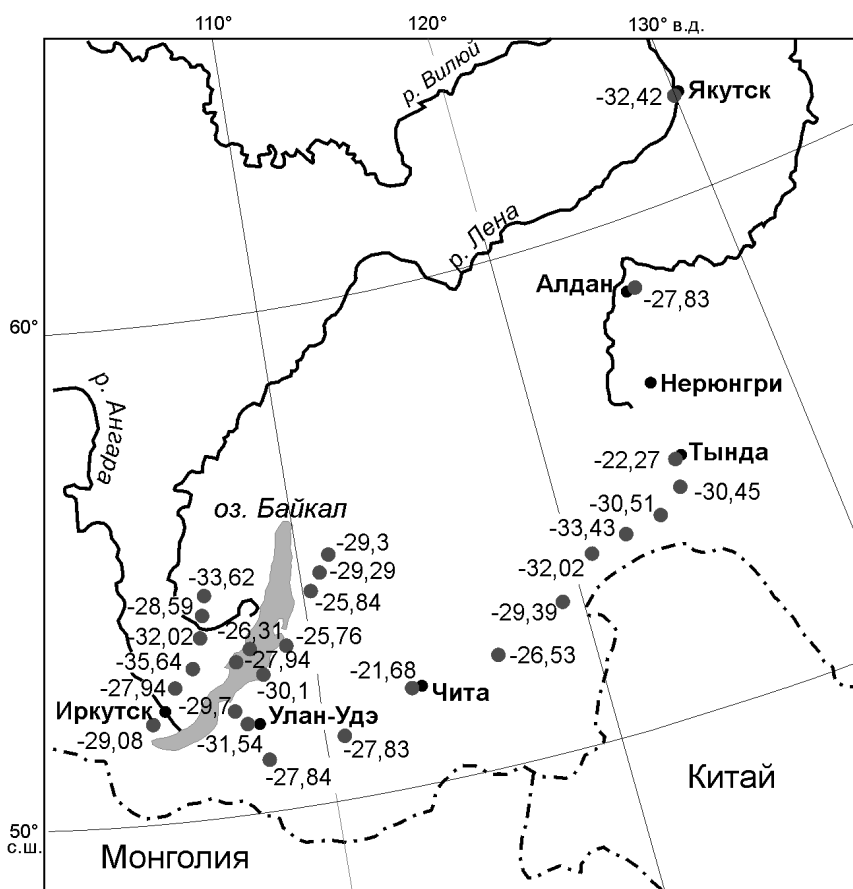 110°
120°
130° в.д.
р. Вилюй
-32,42
Якутск
р. Лена
Алдан
-27,83
60°
Нерюнгри
р. Ангара
Тында
-22,27
-30,45
-30,51
оз. Байкал
-33,43
-29,3
-32,02
-29,29
-33,62
-25,84
-28,59
-29,39
-26,31
-25,76
-32,02
-26,53
-35,64
-27,94
-21,68
-27,94
-30,1
Чита
Иркутск
-29,7
Улан-Удэ
-29,08
-31,54
-27,83
-27,84
Китай
50°
с.ш.
Монголия